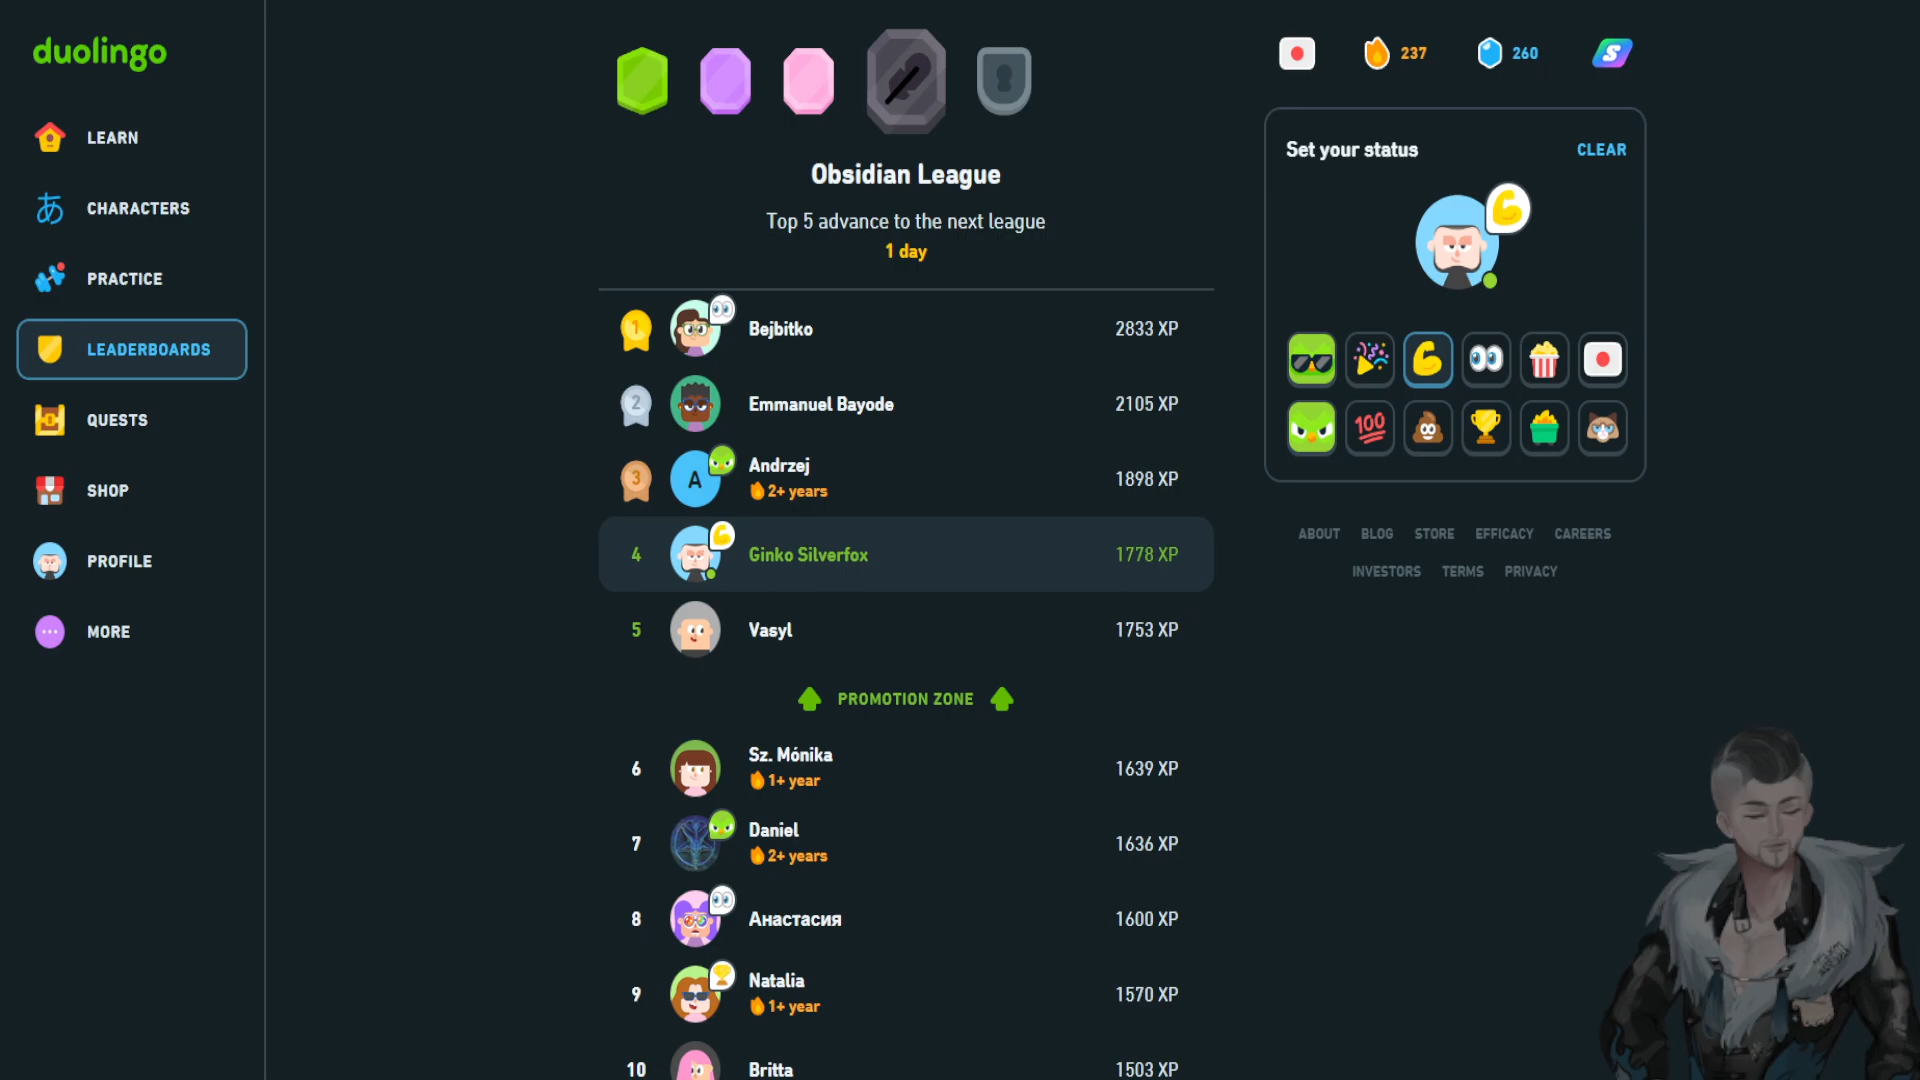 duolingo
LEARN
あ
CHARACTERS
PRACTICE
LEADERBOARDS
QUESTS
SHOP
PROFILE
MORE
Obsidian League
Top 5 advance to the next league
1 day
1
Bejbitko
2833 XP
2
Emmanuel Bayode
2105 XP
3
A
Andrzej
2+ years
1898 XP
4
Ginko Silverfox
1778 XP
5
Vasyl
1753 XP
PROMOTION ZONE
6
Sz. Mónika
1+ year
1639 XP
7
Daniel
2+ years
1636 XP
8
Анастасия
1600 XP
9
Natalia
1+ year
1570 XP
10
Britta
1503 XP
237
260
S
Set your status
CLEAR
100
ABOUT BLOG STORE EFFICACY CAREERS
INVESTORS TERMS PRIVACY